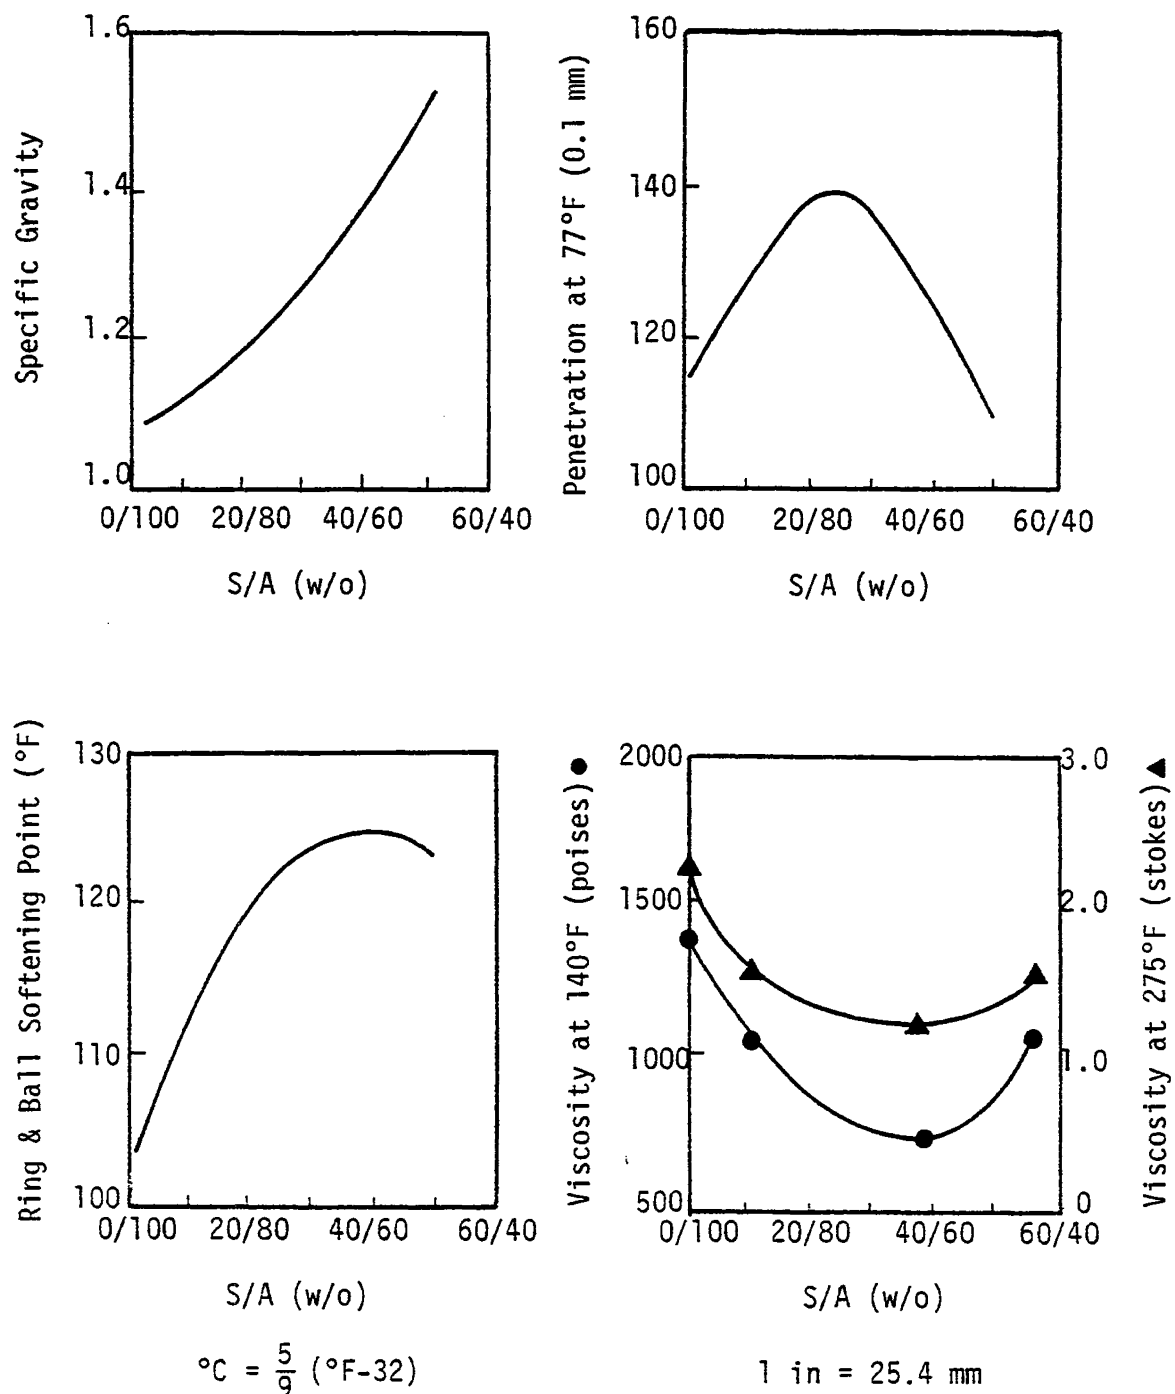 Specific Gravity
1.6
1.4
1.2
1.0
0/100 20/80 40/60 60/40
S/A (w/o)
Penetration at 77°F (0.1 mm)
160
140
120
100
0/100 20/80 40/60 60/40
S/A (w/o)
Ring & Ball Softening Point (°F)
130
120
110
100
0/100 20/80 40/60 60/40
S/A (w/o)
Viscosity at 140°F (poises) ●
2000
1500
1000
500
3.0
2.0
1.0
0
Viscosity at 275°F (stokes) ▲
0/100 20/80 40/60 60/40
S/A (w/o)
°C = 5/9 (°F-32)
1 in = 25.4 mm